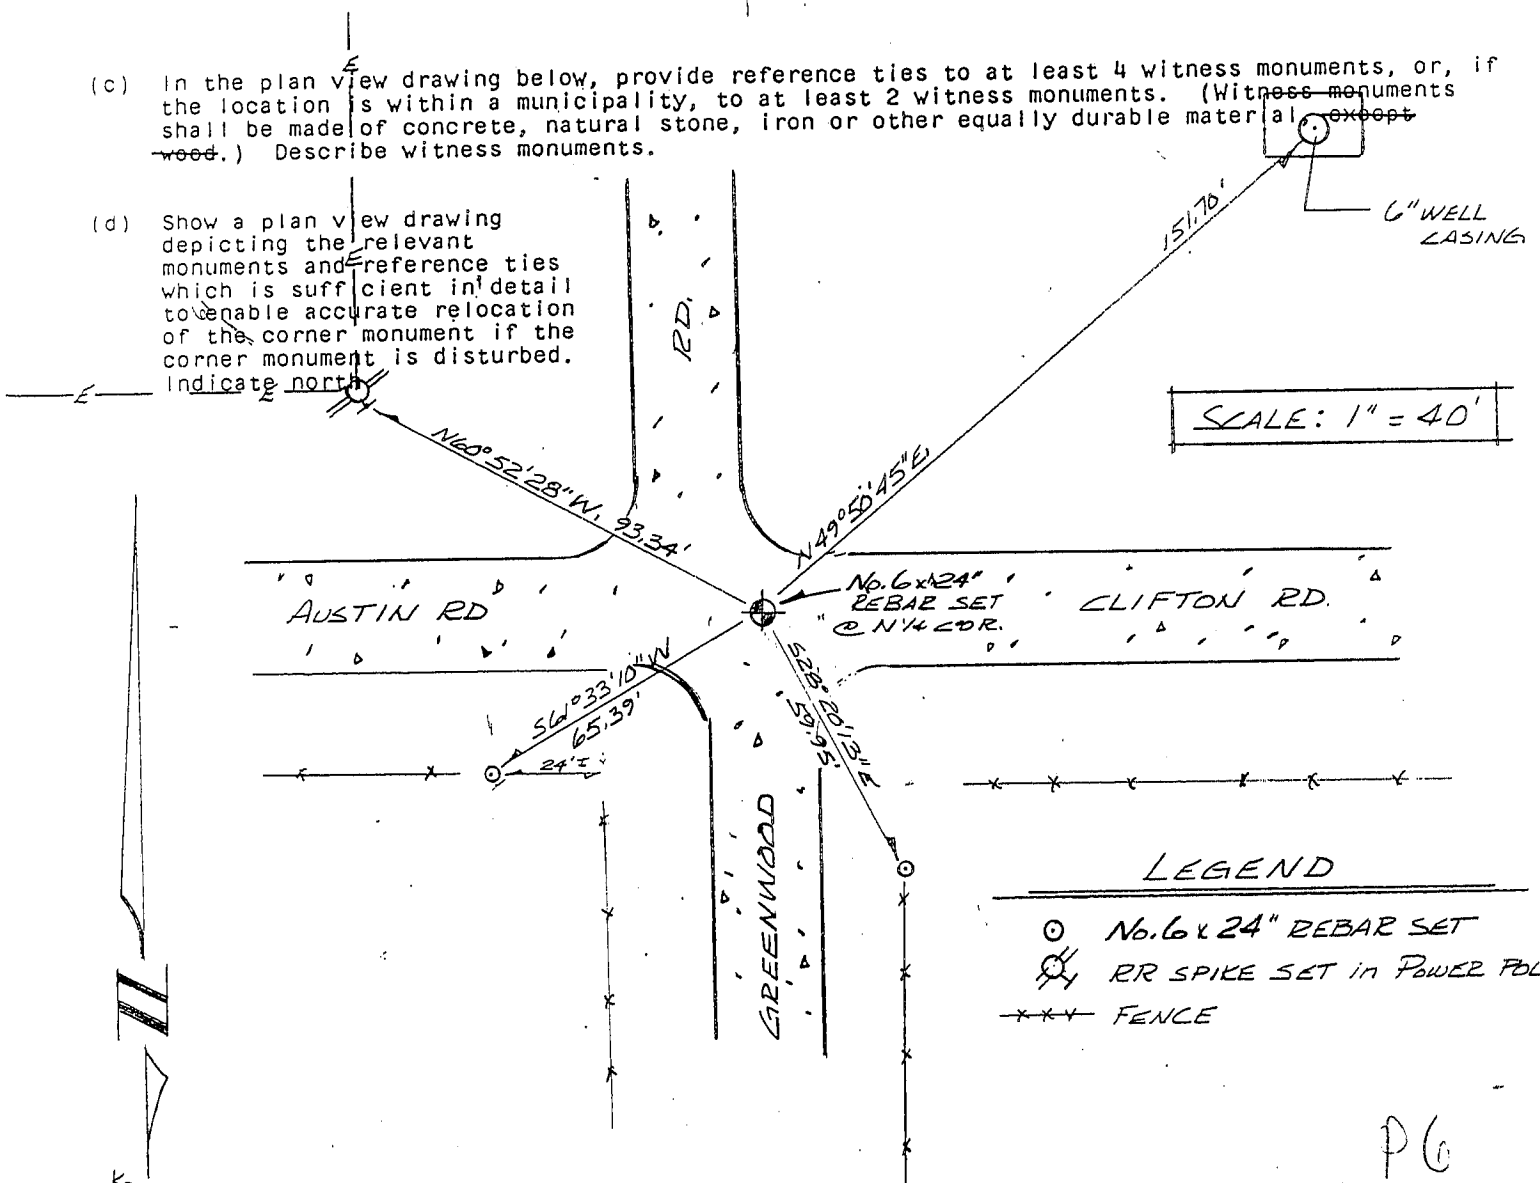 E
(c) In the plan view drawing below, provide reference ties to at least 4 witness monuments, or, if
the location is within a municipality, to at least 2 witness monuments. (Witness monuments
shall be made of concrete, natural stone, iron or other equally durable material, except
wood.) Describe witness monuments.
(d) Show a plan view drawing
depicting the relevant
monuments and reference ties
which is sufficient in detail
to enable accurate relocation
of the corner monument if the
corner monument is disturbed.
Indicate north
E
E
E
151.70'
6" WELL
CASING
RD.
SCALE: 1" = 40'
N60°52'28"W, 93.34'
N49°50'45"E,
AUSTIN RD
No. 6 x 24"
REBAR SET
@ N 1/4 COR.
CLIFTON RD.
S61°33'10"W
65.39'
24'±
S28°20'13"E
59.95'
GREENWOOD
LEGEND
No. 6 x 24" REBAR SET
RR SPIKE SET in POWER POL
FENCE
P6